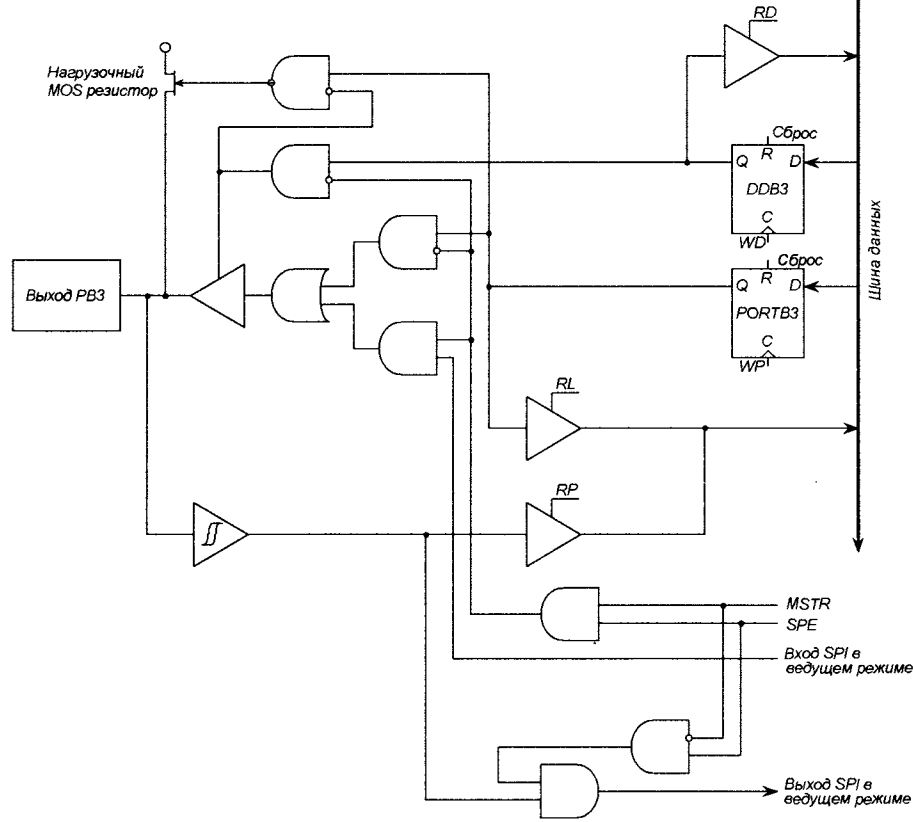 RD
Нагрузочный
MOS резистор
Сброс
Q R D
DDB3
C
WD
Шина данных
Сброс
Q R D
PORTB3
C
WP
Выход PB3
RL
RP
MSTR
SPE
Вход SPI в
ведущем режиме
Выход SPI в
ведущем режиме